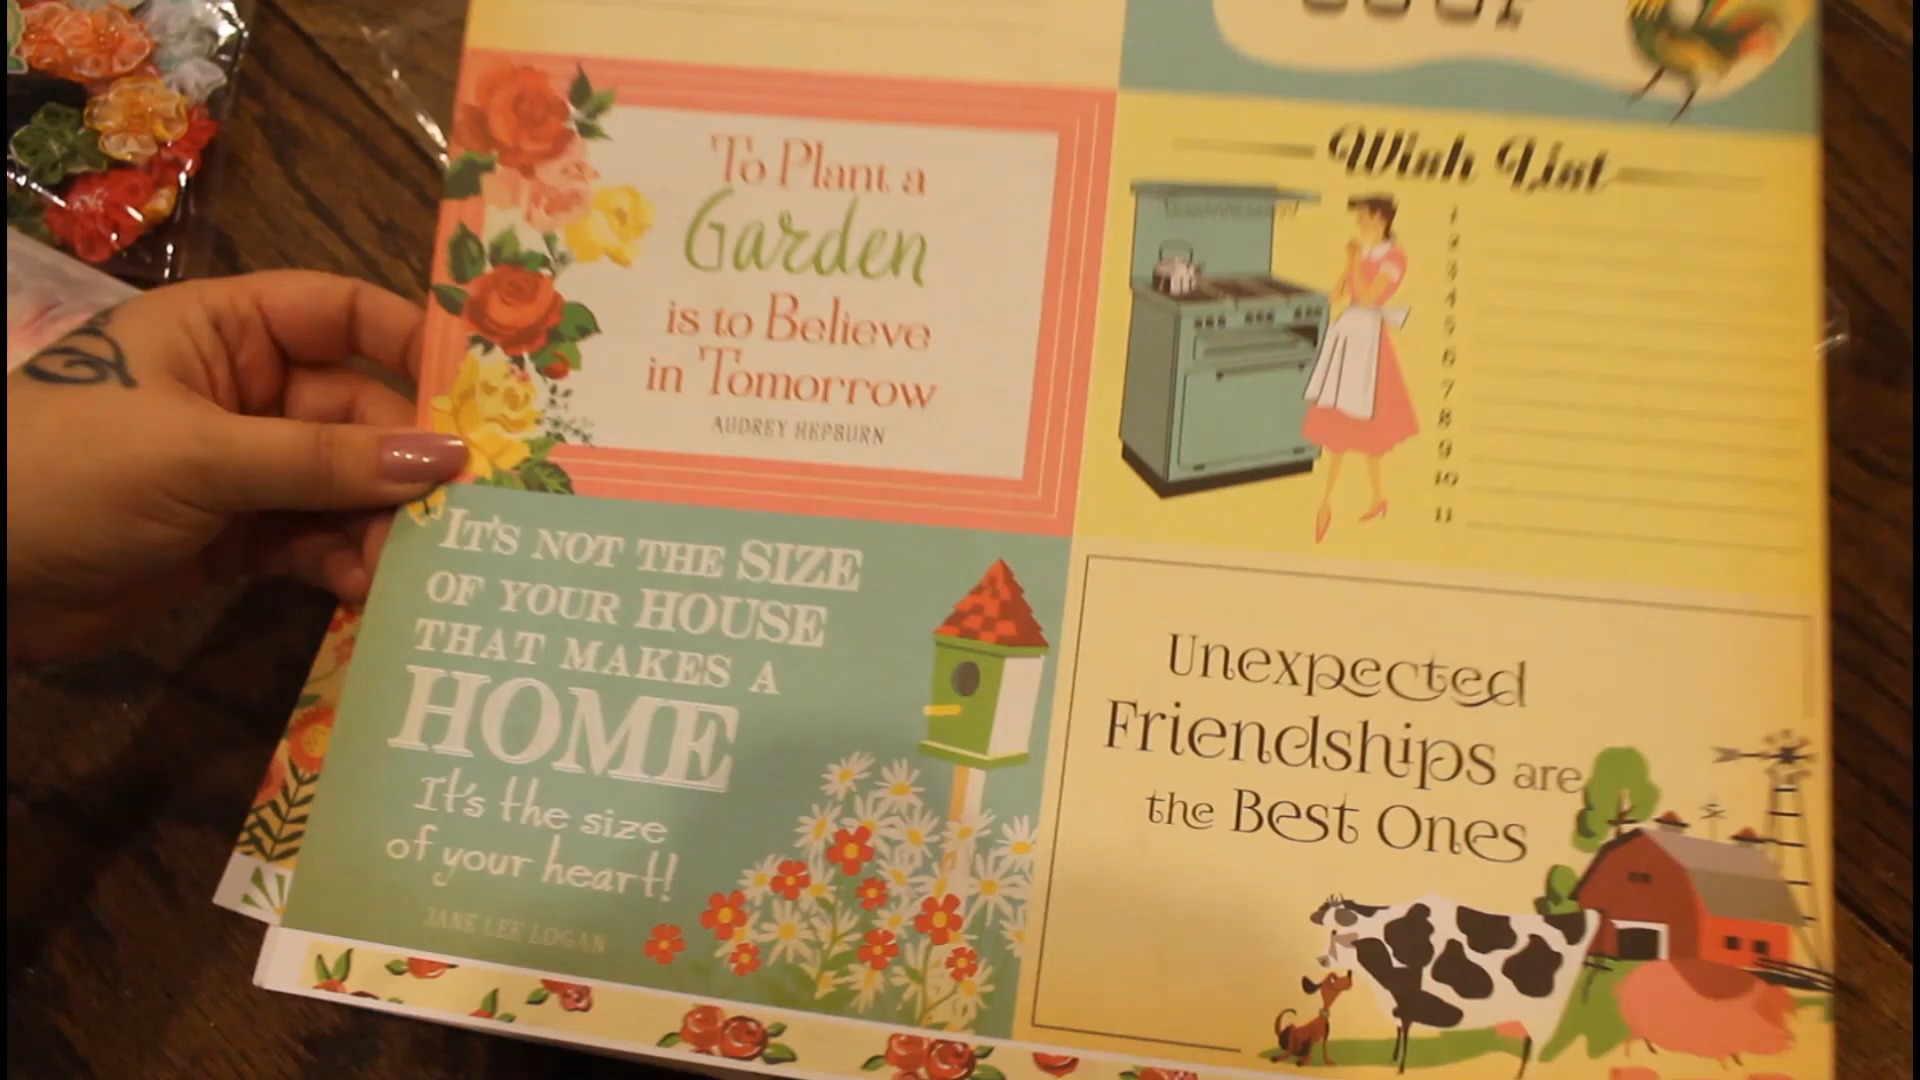 To Plant a
Garden
is to Believe
in Tomorrow
AUDREY HEPBURN
Wish List
1
2
3
4
5
6
7
8
9
10
11
IT'S NOT THE SIZE
OF YOUR HOUSE
THAT MAKES A
HOME
It's the size
of your heart!
JANE LEE LOGAN
Unexpected
Friendships are
the Best Ones